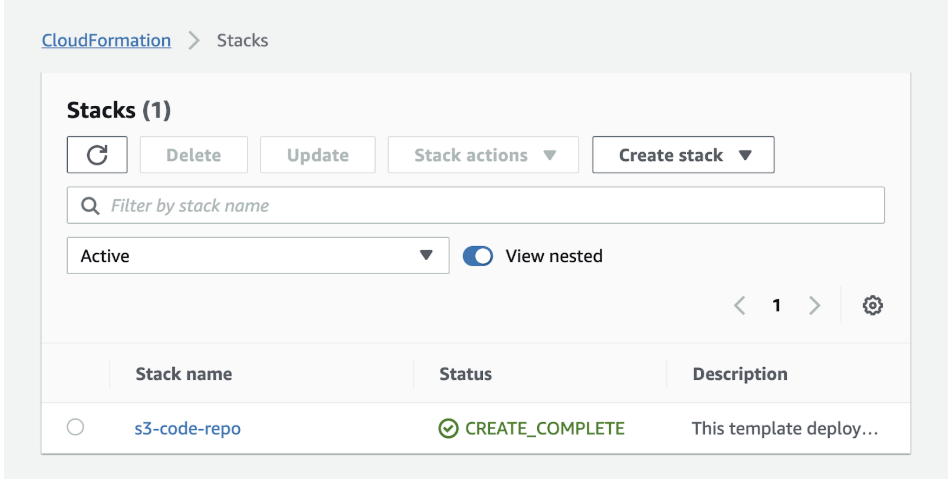 CloudFormation > Stacks
Stacks (1)
Delete Update Stack actions Create stack
Filter by stack name
Active View nested
1
Stack name Status Description
s3-code-repo CREATE_COMPLETE This template deploy...